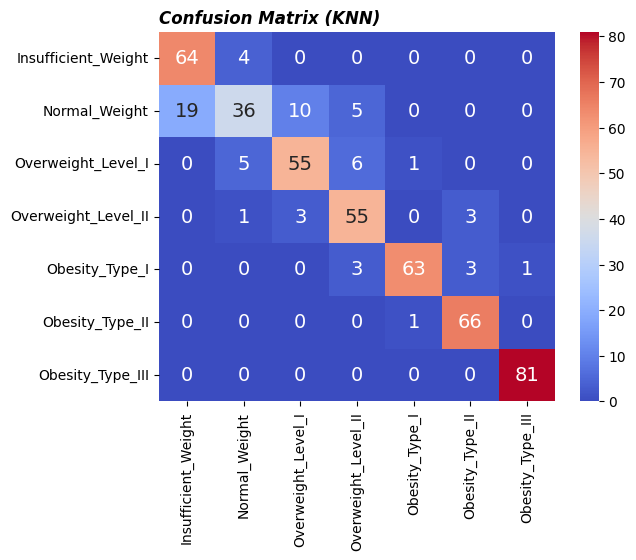 Confusion Matrix (KNN)
Insufficient_Weight 64 4 0 0 0 0 0
Normal_Weight 19 36 10 5 0 0 0
Overweight_Level_I 0 5 55 6 1 0 0
Overweight_Level_II 0 1 3 55 0 3 0
Obesity_Type_I 0 0 0 3 63 3 1
Obesity_Type_II 0 0 0 0 1 66 0
Obesity_Type_III 0 0 0 0 0 0 81
Insufficient_Weight
Normal_Weight
Overweight_Level_I
Overweight_Level_II
Obesity_Type_I
Obesity_Type_II
Obesity_Type_III
80
70
60
50
40
30
20
10
0